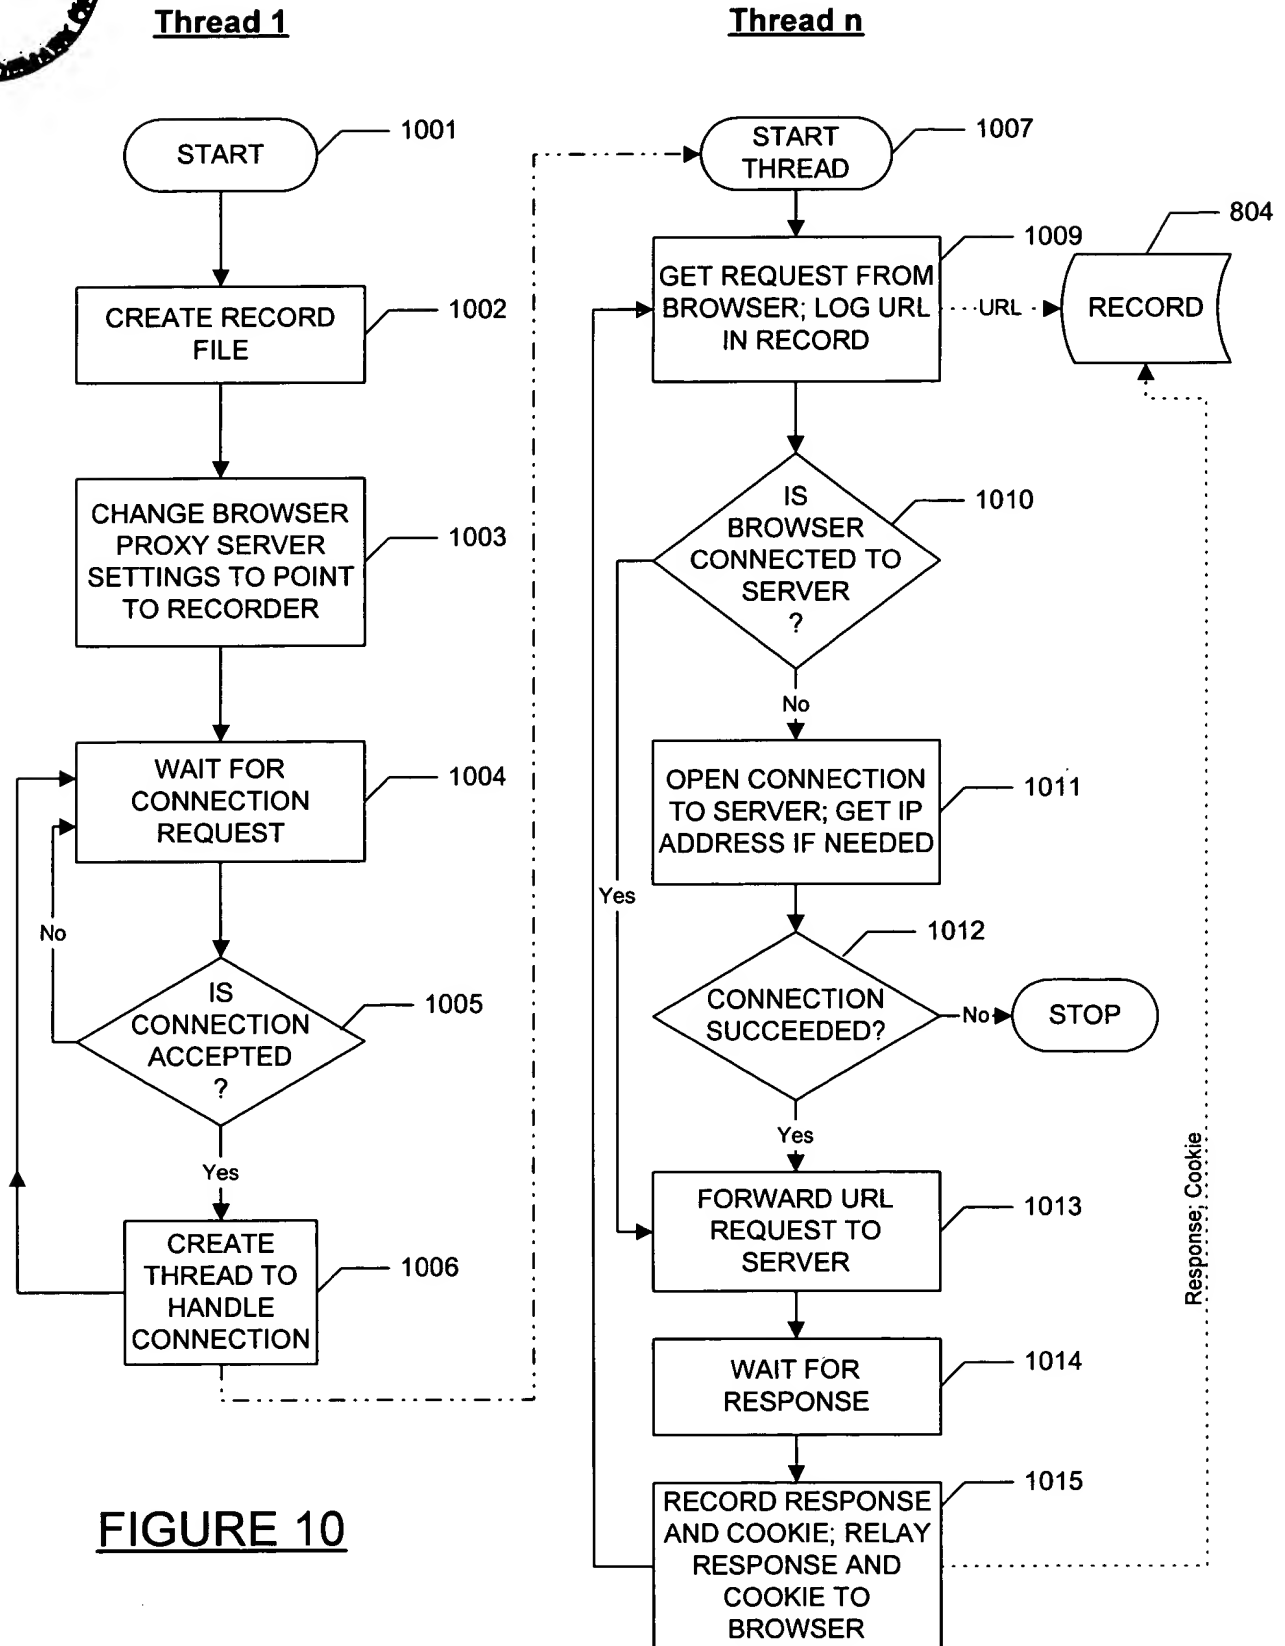 Thread 1
START
1001
CREATE RECORD
FILE
1002
CHANGE BROWSER
PROXY SERVER
SETTINGS TO POINT
TO RECORDER
1003
WAIT FOR
CONNECTION
REQUEST
1004
No
IS
CONNECTION
ACCEPTED
?
1005
Yes
CREATE
THREAD TO
HANDLE
CONNECTION
1006
Thread n
START
THREAD
1007
GET REQUEST FROM
BROWSER; LOG URL
IN RECORD
1009
URL
RECORD
804
IS
BROWSER
CONNECTED TO
SERVER
?
1010
No
Yes
OPEN CONNECTION
TO SERVER; GET IP
ADDRESS IF NEEDED
1011
CONNECTION
SUCCEEDED?
1012
No
STOP
Yes
FORWARD URL
REQUEST TO
SERVER
1013
WAIT FOR
RESPONSE
1014
RECORD RESPONSE
AND COOKIE; RELAY
RESPONSE AND
COOKIE TO
BROWSER
1015
Response; Cookie
FIGURE 10